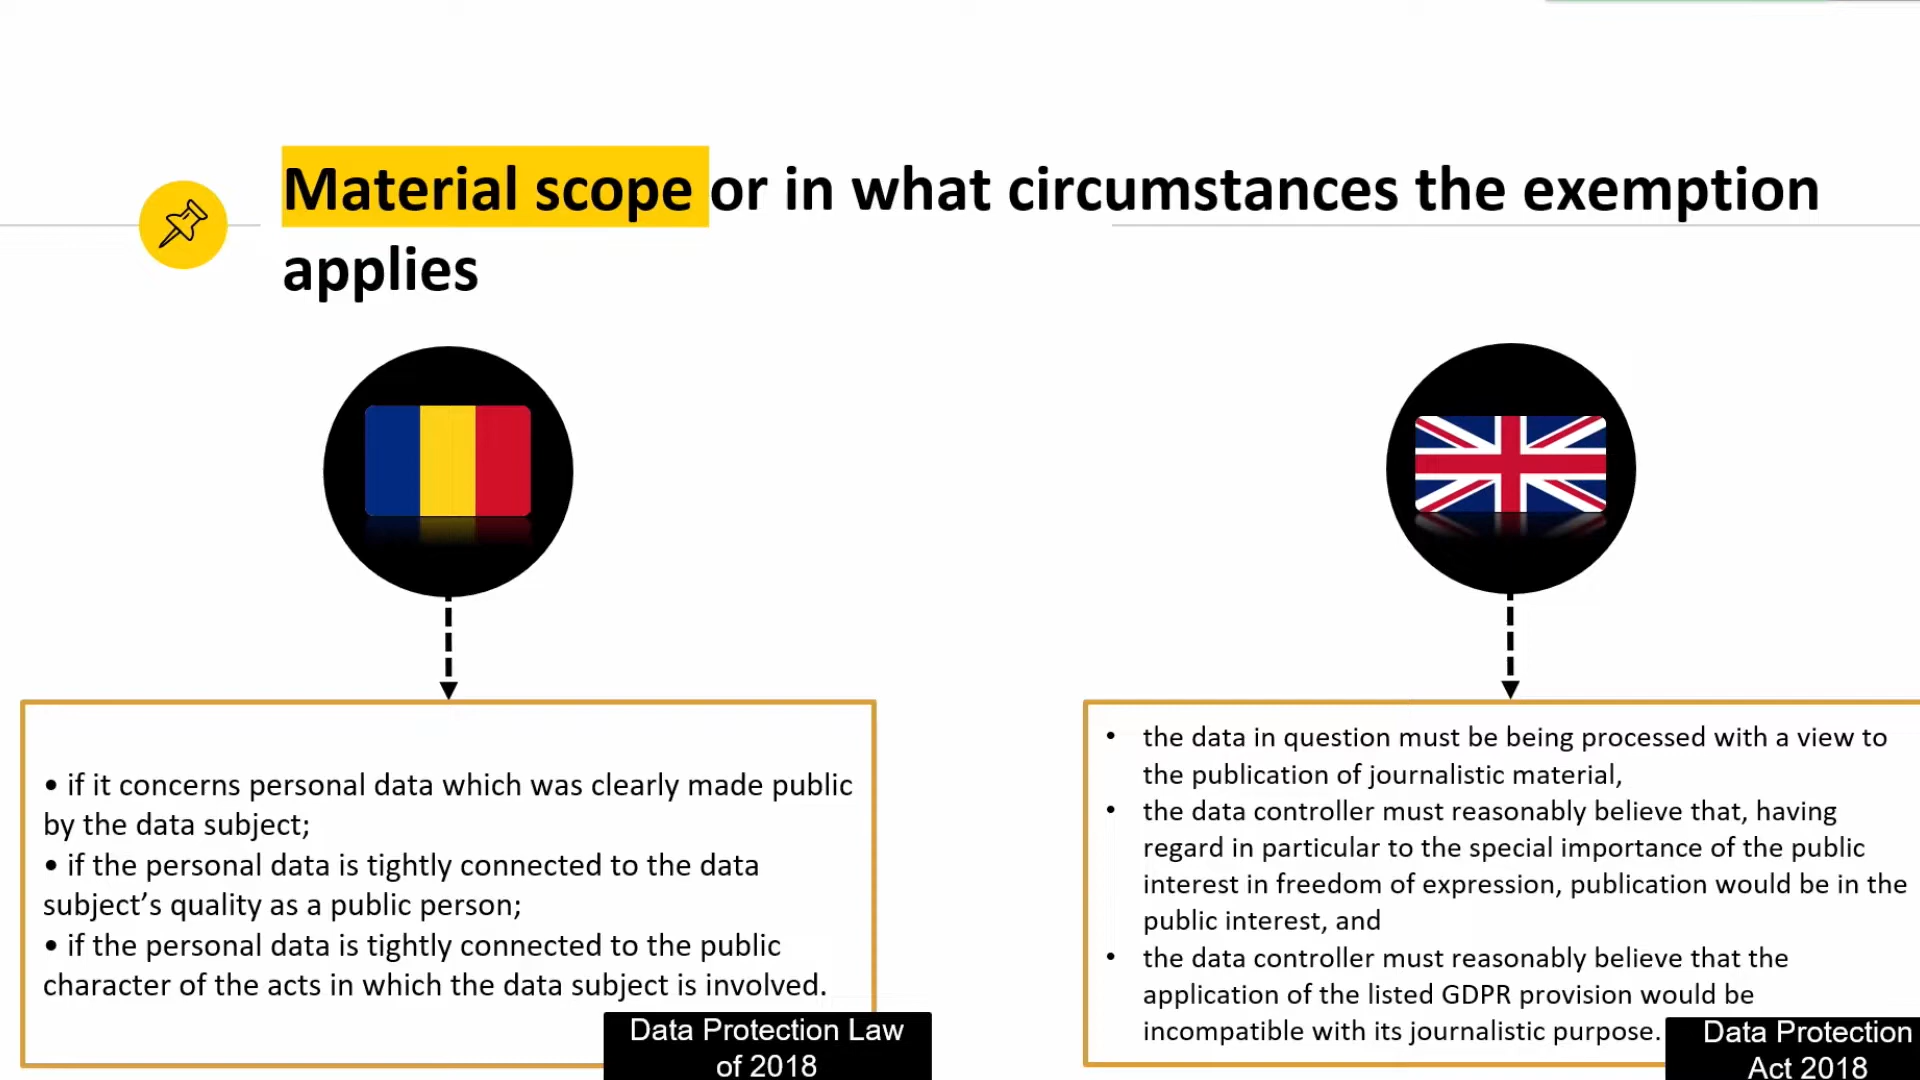 Material scope or in what circumstances the exemption
applies
• if it concerns personal data which was clearly made public
by the data subject;
• if the personal data is tightly connected to the data
subject’s quality as a public person;
• if the personal data is tightly connected to the public
character of the acts in which the data subject is involved.
Data Protection Law
of 2018
• the data in question must be being processed with a view to
the publication of journalistic material,
• the data controller must reasonably believe that, having
regard in particular to the special importance of the public
interest in freedom of expression, publication would be in the
public interest, and
• the data controller must reasonably believe that the
application of the listed GDPR provision would be
incompatible with its journalistic purpose.
Data Protection
Act 2018